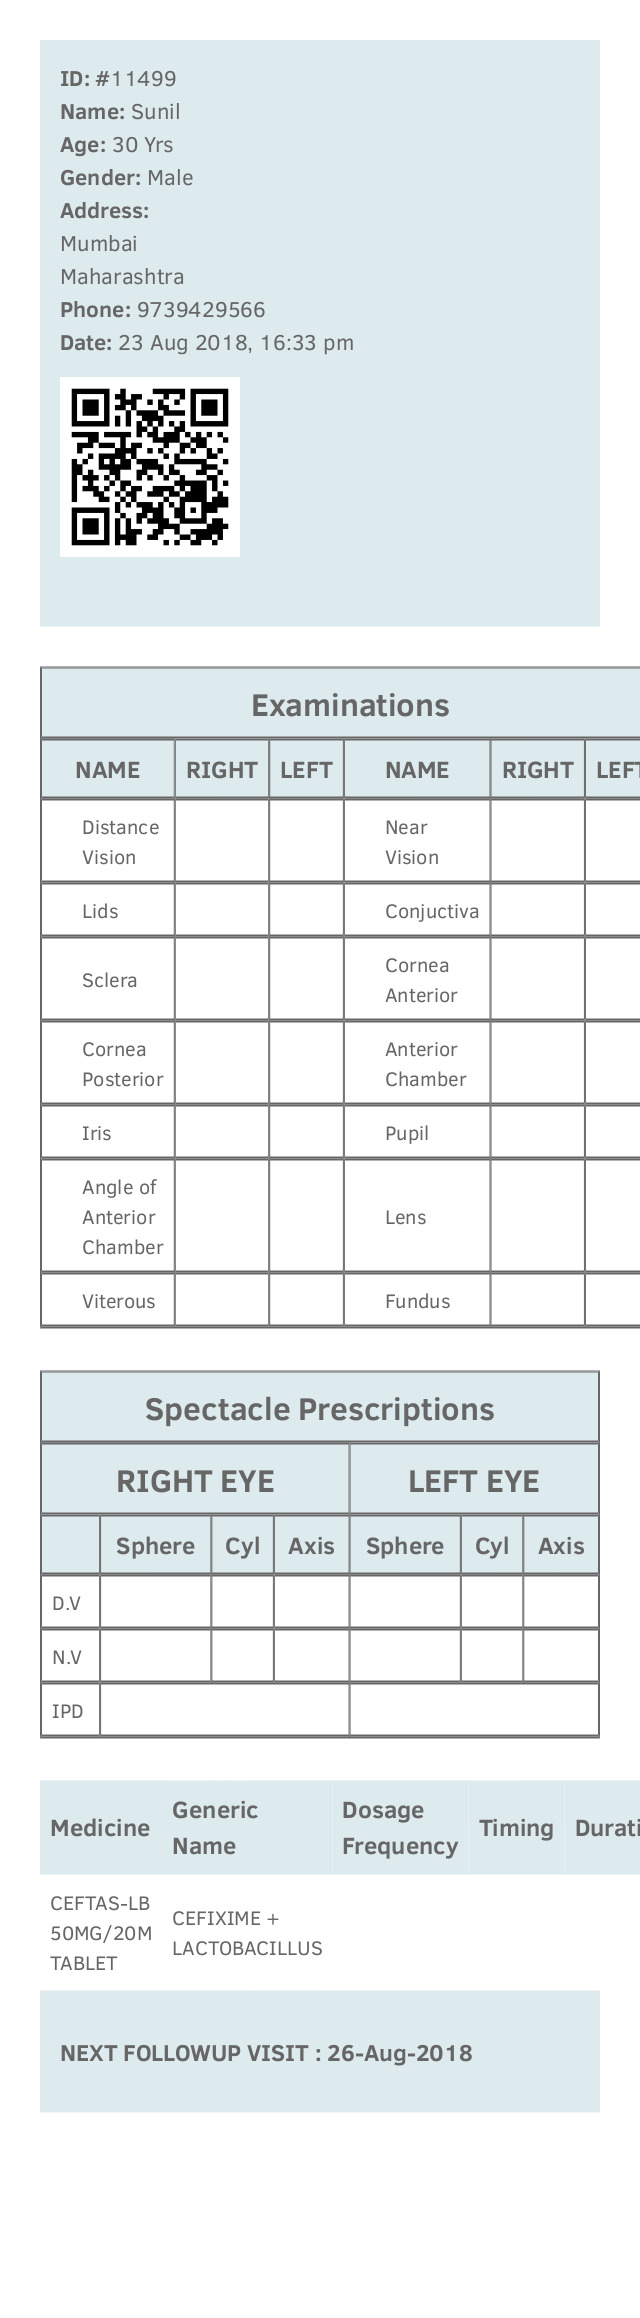 ID: #11499
Name: Sunil
Age: 30 Yrs
Gender: Male
Address:
Mumbai
Maharashtra
Phone: 9739429566
Date: 23 Aug 2018, 16:33 pm
Examinations
NAME RIGHT LEFT NAME RIGHT LEFT
Distance Near
Vision Vision
Lids Conjuctiva
Sclera Cornea
Anterior
Cornea Anterior
Posterior Chamber
Iris Pupil
Angle of
Anterior Lens
Chamber
Viterous Fundus
Spectacle Prescriptions
RIGHT EYE LEFT EYE
Sphere Cyl Axis Sphere Cyl Axis
D.V
N.V
IPD
Medicine Generic Name Dosage Frequency Timing Durati
CEFTAS-LB
50MG/20M
TABLET
CEFIXIME +
LACTOBACILLUS
NEXT FOLLOWUP VISIT : 26-Aug-2018